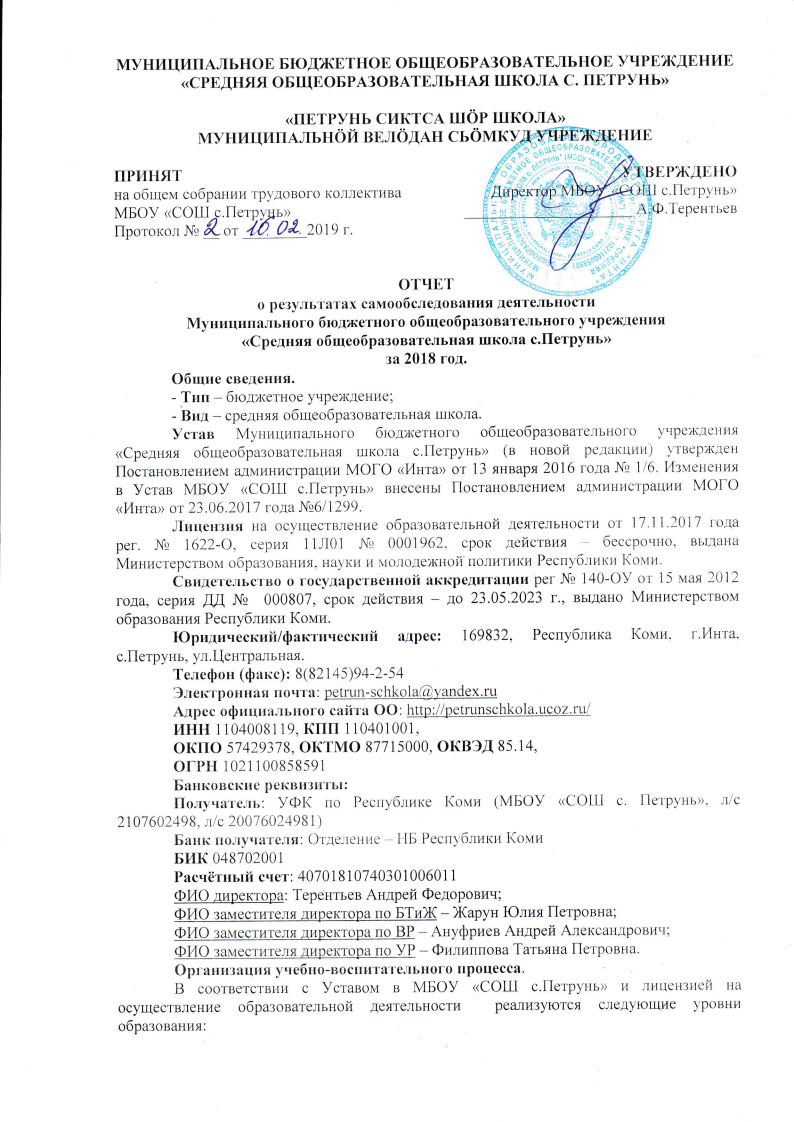 МУНИЦИПАЛЬНОЕ БЮДЖЕТНОЕ ОБЩЕОБРАЗОВАТЕЛЬНОЕ УЧРЕЖДЕНИЕ
«СРЕДНЯЯ ОБЩЕОБРАЗОВАТЕЛЬНАЯ ШКОЛА С. ПЕТРУНЬ»
«ПЕТРУНЬ СИКТСА ШӦР ШКОЛА»
МУНИЦИПАЛЬНӦЙ ВЕЛӦДАН СЬӦМКУД УЧРЕЖДЕНИЕ
ПРИНЯТ УТВЕРЖДЕНО
на общем собрании трудового коллектива Директор МБОУ «СОШ с.Петрунь»
МБОУ «СОШ с.Петрунь» А.Ф.Терентьев
Протокол № 2 от 02 2019 г.
ОТЧЕТ
о результатах самообследования деятельности
Муниципального бюджетного общеобразовательного учреждения
«Средняя общеобразовательная школа с.Петрунь»
за 2018 год.
Общие сведения.
- Тип – бюджетное учреждение;
- Вид – средняя общеобразовательная школа.
Устав Муниципального бюджетного общеобразовательного учреждения
«Средняя общеобразовательная школа с.Петрунь» (в новой редакции) утвержден
Постановлением администрации МОГО «Инта» от 13 января 2016 года № 1/6. Изменения
в Устав МБОУ «СОШ с.Петрунь» внесены Постановлением администрации МОГО
«Инта» от 23.06.2017 года №6/1299.
Лицензия на осуществление образовательной деятельности от 17.11.2017 года
рег. № 1622-О, серия 11Л01 № 0001962, срок действия – бессрочно, выдана
Министерством образования, науки и молодежной политики Республики Коми.
Свидетельство о государственной аккредитации рег № 140-ОУ от 15 мая 2012
года, серия ДД № 000807, срок действия – до 23.05.2023 г., выдано Министерством
образования Республики Коми.
Юридический/фактический адрес: 169832, Республика Коми, г.Инта,
с.Петрунь, ул.Центральная.
Телефон (факс): 8(82145)94-2-54
Электронная почта: petrun-schkola@yandex.ru
Адрес официального сайта ОО: http://petrunschkola.ucoz.ru/
ИНН 1104008119, КПП 110401001,
ОКПО 57429378, ОКТМО 87715000, ОКВЭД 85.14,
ОГРН 1021100858591
Банковские реквизиты:
Получатель: УФК по Республике Коми (МБОУ «СОШ с. Петрунь», л/с
2107602498, л/с 20076024981)
Банк получателя: Отделение – НБ Республики Коми
БИК 048702001
Расчётный счет: 40701810740301006011
ФИО директора: Терентьев Андрей Федорович;
ФИО заместителя директора по БТиЖ – Жарун Юлия Петровна;
ФИО заместителя директора по ВР – Ануфриев Андрей Александрович;
ФИО заместителя директора по УР – Филиппова Татьяна Петровна.
Организация учебно-воспитательного процесса.
В соответствии с Уставом в МБОУ «СОШ с.Петрунь» и лицензией на
осуществление образовательной деятельности реализуются следующие уровни
образования: